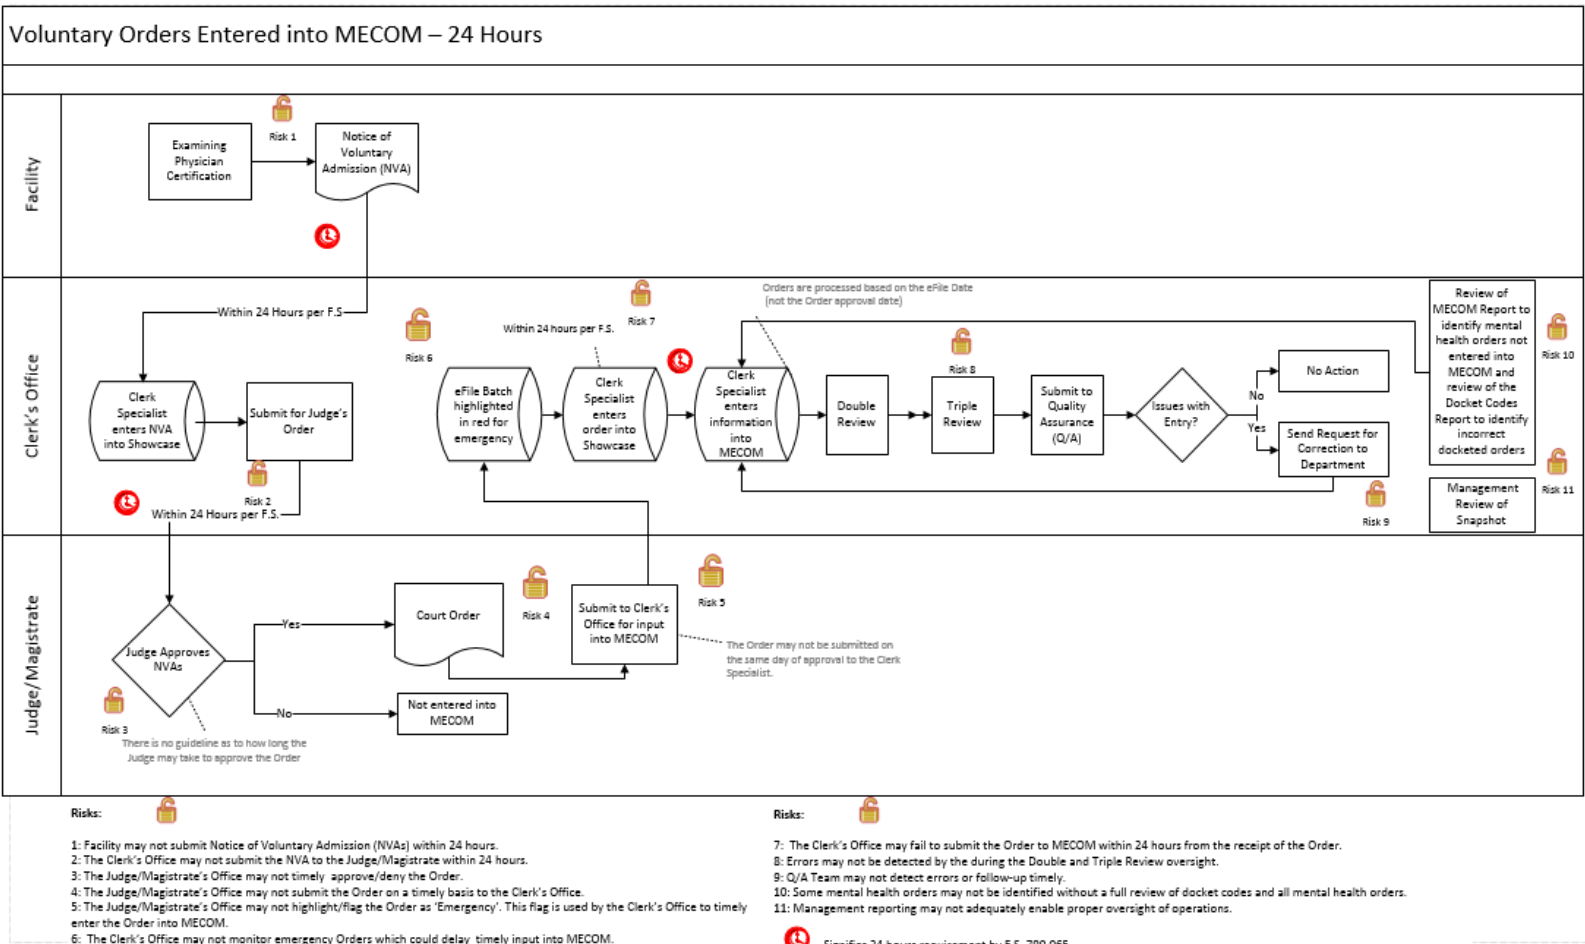 Voluntary Orders Entered into MECOM – 24 Hours
Facility
Examining
Physician
Certification
Risk 1
Notice of
Voluntary
Admission (NVA)
Clerk's Office
Within 24 Hours per F.S
Clerk
Specialist
enters NVA
into Showcase
Submit for Judge's
Order
Risk 2
Within 24 Hours per F.S.
Risk 6
eFile Batch
highlighted
in red for
emergency
Within 24 hours per F.S.
Risk 7
Clerk
Specialist
enters
order into
Showcase
Orders are processed based on the eFile Date
(not the Order approval date)
Clerk
Specialist
enters
information
into
MECOM
Double
Review
Risk 8
Triple
Review
Submit to
Quality
Assurance
(Q/A)
Issues with
Entry?
No
Yes
No Action
Send Request for
Correction to
Department
Risk 9
Review of
MECOM Report to
identify mental
health orders not
entered into
MECOM and
review of the
Docket Codes
Report to identify
incorrect
docketed orders
Risk 10
Management
Review of
Snapshot
Risk 11
Judge/Magistrate
Judge Approves
NVAs
Risk 3
There is no guideline as to how long the
Judge may take to approve the Order
Yes
No
Court Order
Risk 4
Not entered into
MECOM
Submit to Clerk's
Office for input
into MECOM
Risk 5
The Order may not be submitted on
the same day of approval to the Clerk
Specialist.
Risks:
1: Facility may not submit Notice of Voluntary Admission (NVAs) within 24 hours.
2: The Clerk's Office may not submit the NVA to the Judge/Magistrate within 24 hours.
3: The Judge/Magistrate's Office may not timely approve/deny the Order.
4: The Judge/Magistrate's Office may not submit the Order on a timely basis to the Clerk's Office.
5: The Judge/Magistrate's Office may not highlight/flag the Order as 'Emergency'. This flag is used by the Clerk's Office to timely
enter the Order into MECOM.
6: The Clerk's Office may not monitor emergency Orders which could delay timely input into MECOM.
Risks:
7: The Clerk's Office may fail to submit the Order to MECOM within 24 hours from the receipt of the Order.
8: Errors may not be detected by the during the Double and Triple Review oversight.
9: Q/A Team may not detect errors or follow-up timely.
10: Some mental health orders may not be identified without a full review of docket codes and all mental health orders.
11: Management reporting may not adequately enable proper oversight of operations.
Signifies 24 hours requirement by F.S. 790.065